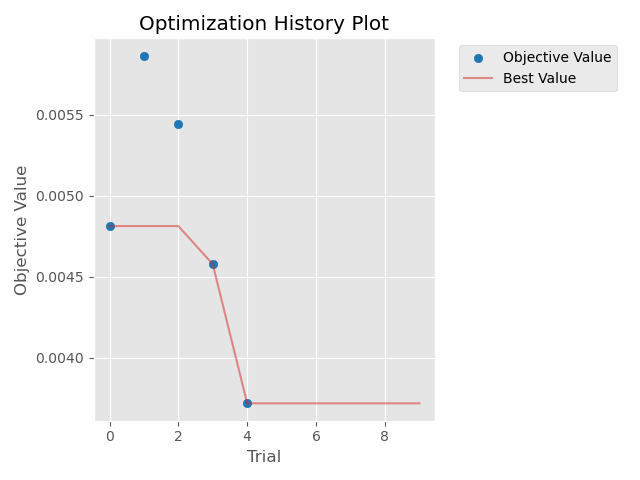 Optimization History Plot
Objective Value
Best Value
0.0055
0.0050
0.0045
0.0040
Objective Value
0 2 4 6 8
Trial